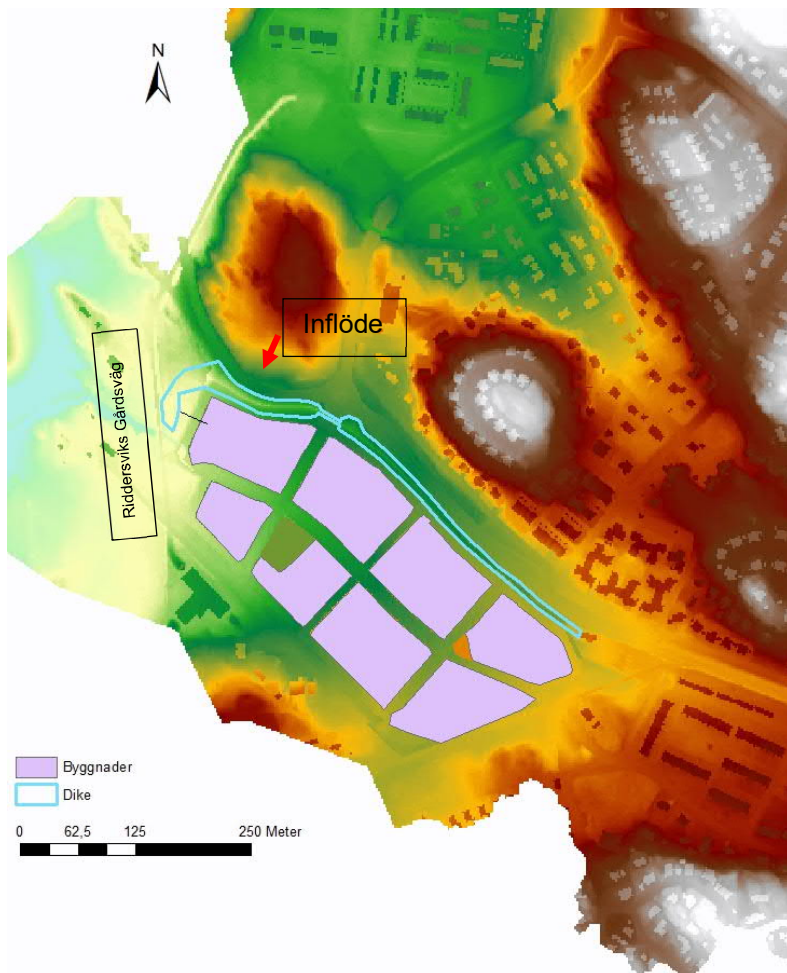 N
Inflöde
Riddersviks Gårdsväg
Byggnader
Dike
0 62,5 125 250 Meter